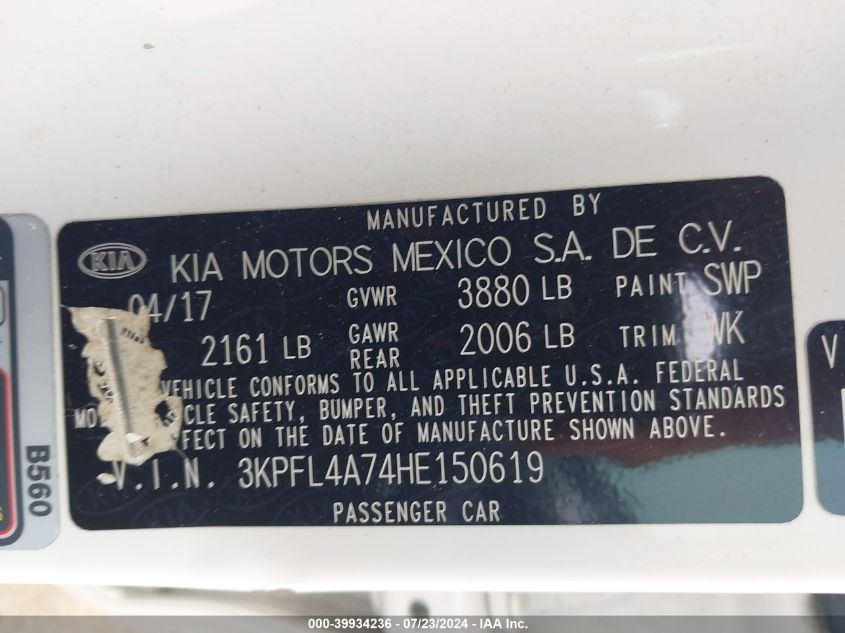 MANUFACTURED BY
KIA KIA MOTORS MEXICO S.A. DE C.V.
04/17 GVWR 3880 LB PAINT SWP
2161 LB GAWR REAR 2006 LB TRIM WK
VEHICLE CONFORMS TO ALL APPLICABLE U.S.A. FEDERAL
SAFETY, BUMPER, AND THEFT PREVENTION STANDARDS
ON THE DATE OF MANUFACTURE SHOWN ABOVE.
V.I.N. 3KPFL4A74HE150619
PASSENGER CAR
B560
V
000-39934236 - 07/23/2024 - IAA Inc.